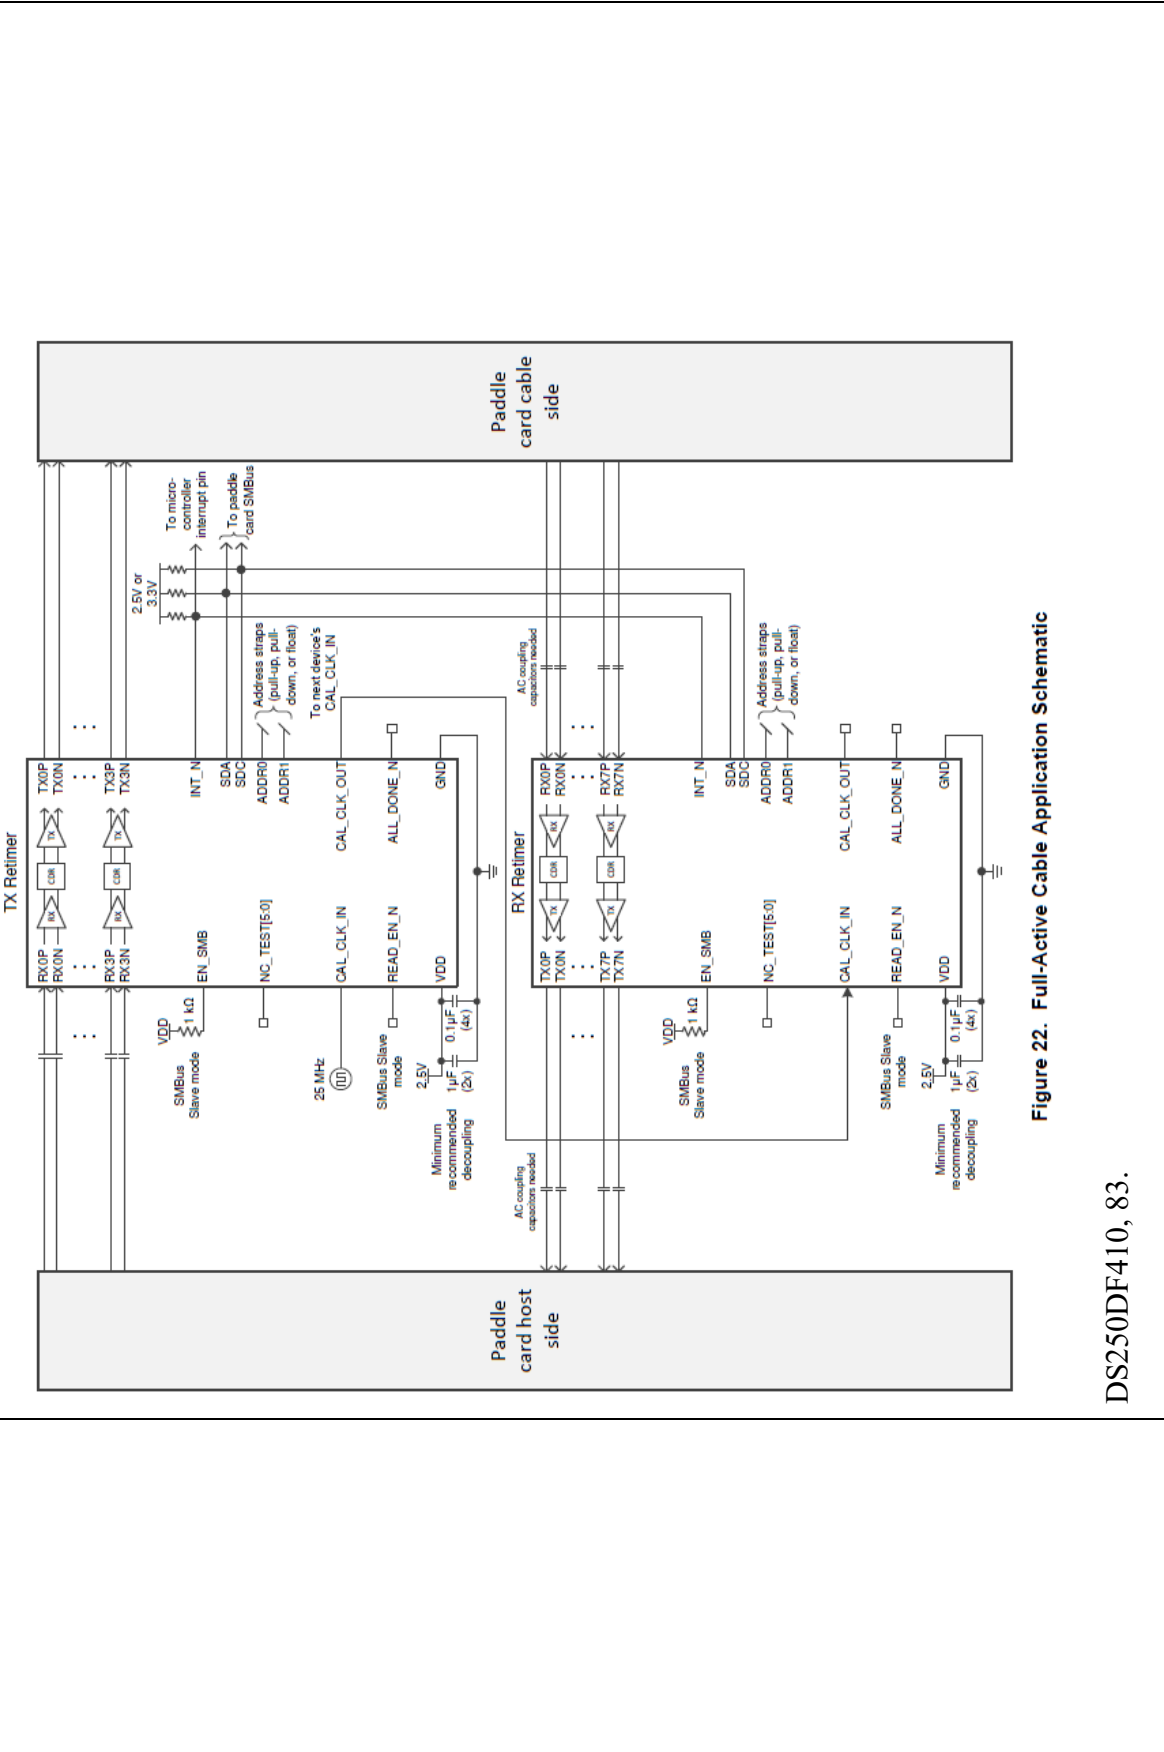 TX Retimer
RX0P
RX0N
RX3P
RX3N
RX
CDR
TX
RX
CDR
TX
TX0P
TX0N
TX3P
TX3N
VDD
1 kΩ
SMBus
Slave mode
EN_SMB
NC_TEST[5:0]
25 MHz
CAL_CLK_IN
SMBus Slave
mode
READ_EN_N
2.5V
VDD
1μF
(2x)
0.1μF
(4x)
Minimum
recommended
decoupling
INT_N
SDA
SDC
ADDR0
ADDR1
CAL_CLK_OUT
ALL_DONE_N
GND
2.5V or
3.3V
To micro-
controller
interrupt pin
To paddle
card SMBus
Address straps
(pull-up, pull-
down, or float)
To next device's
CAL_CLK_IN
Paddle
card host
side
Paddle
card cable
side
RX Retimer
AC coupling
capacitors needed
AC coupling
capacitors needed
TX0P
TX0N
TX7P
TX7N
TX
CDR
RX
TX
CDR
RX
RX0P
RX0N
RX7P
RX7N
VDD
1 kΩ
SMBus
Slave mode
EN_SMB
NC_TEST[5:0]
CAL_CLK_IN
SMBus Slave
mode
READ_EN_N
2.5V
VDD
1μF
(2x)
0.1μF
(4x)
Minimum
recommended
decoupling
INT_N
SDA
SDC
ADDR0
ADDR1
Address straps
(pull-up, pull-
down, or float)
CAL_CLK_OUT
ALL_DONE_N
GND
Figure 22. Full-Active Cable Application Schematic
DS250DF410, 83.